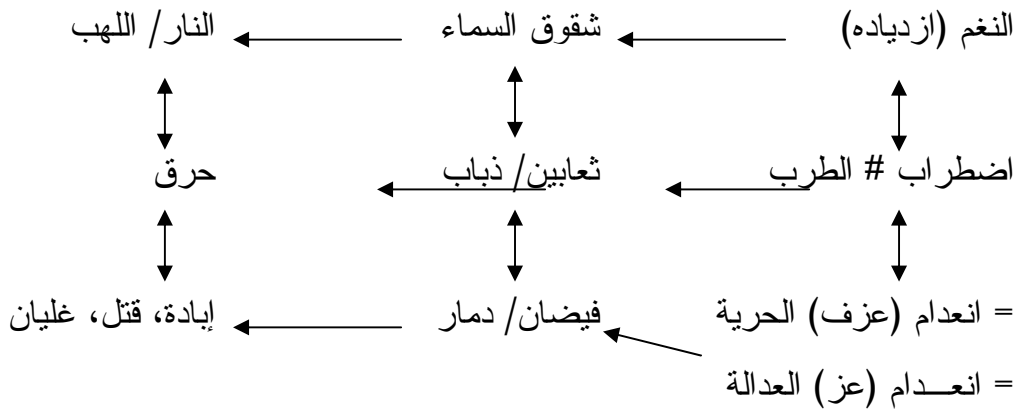 النغم (ازدياده) شقوق السماء النار/ اللهب
اضطراب # الطرب ثعابين/ ذباب حرق
= انعدام (عزف) الحرية فيضان/ دمار إبادة، قتل، غليان
= انعـــدام (عز) العدالة